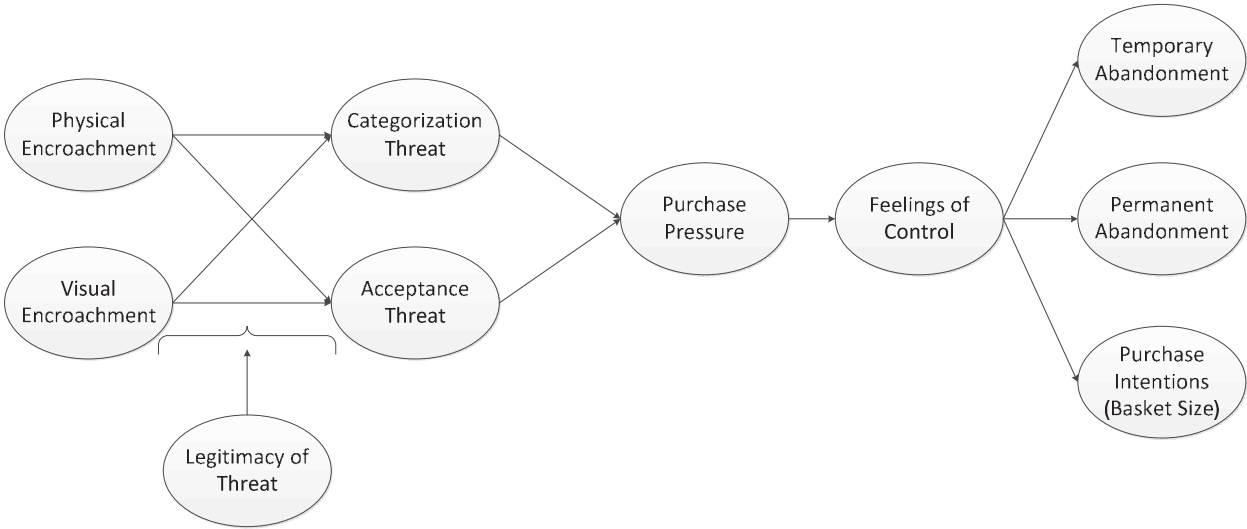 Physical
Encroachment
Visual
Encroachment
Legitimacy of
Threat
Categorization
Threat
Acceptance
Threat
Purchase
Pressure
Feelings of
Control
Temporary
Abandonment
Permanent
Abandonment
Purchase
Intentions
(Basket Size)